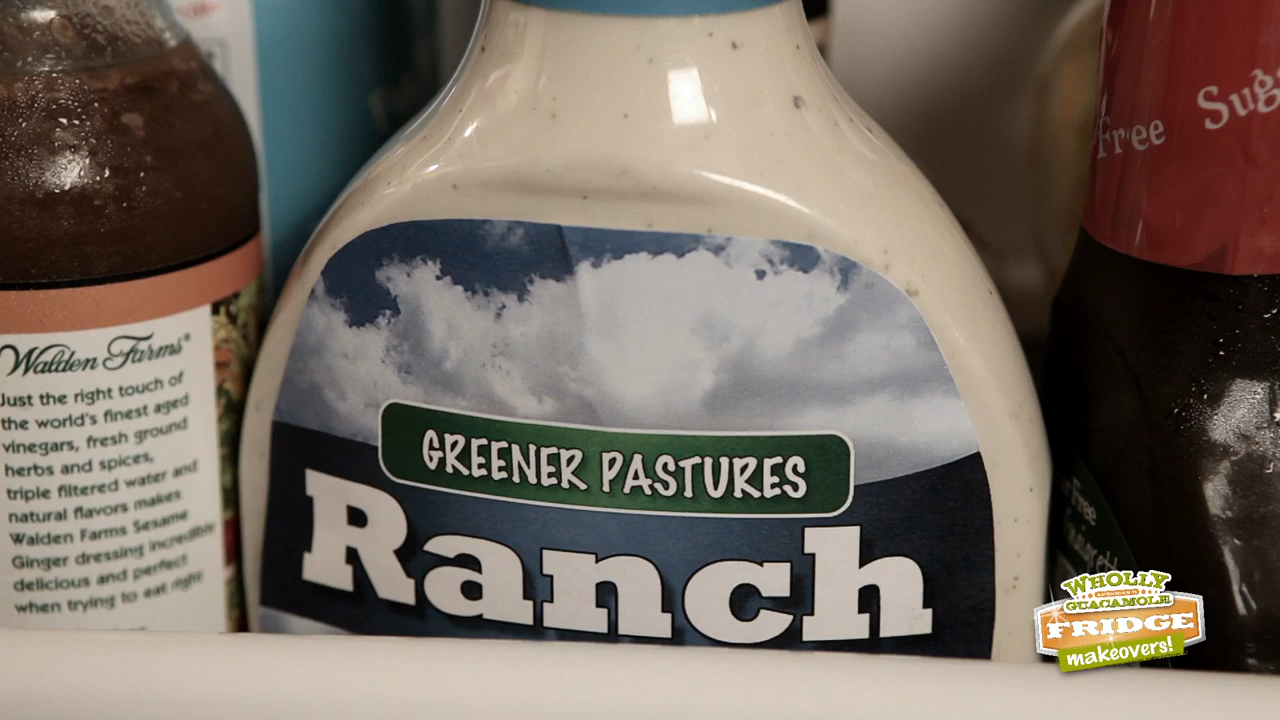 Walden Farms®
Just the right touch of
the world's finest aged
vinegars, fresh ground
herbs and spices,
triple filtered water and
natural flavors makes
Walden Farms Sesame
Ginger dressing incredibly
delicious and perfect
when trying to eat right
GREENER PASTURES
Ranch
Free Sug
Free
WHOLLY
GUACAMOLE
FRIDGE
makeovers!